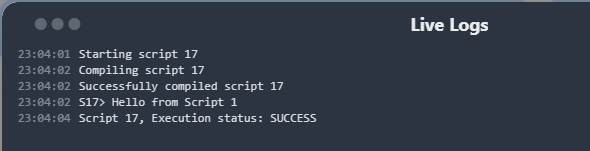 Live Logs
23:04:01 Starting script 17
23:04:02 Compiling script 17
23:04:02 Successfully compiled script 17
23:04:02 S17> Hello from Script 1
23:04:04 Script 17, Execution status: SUCCESS